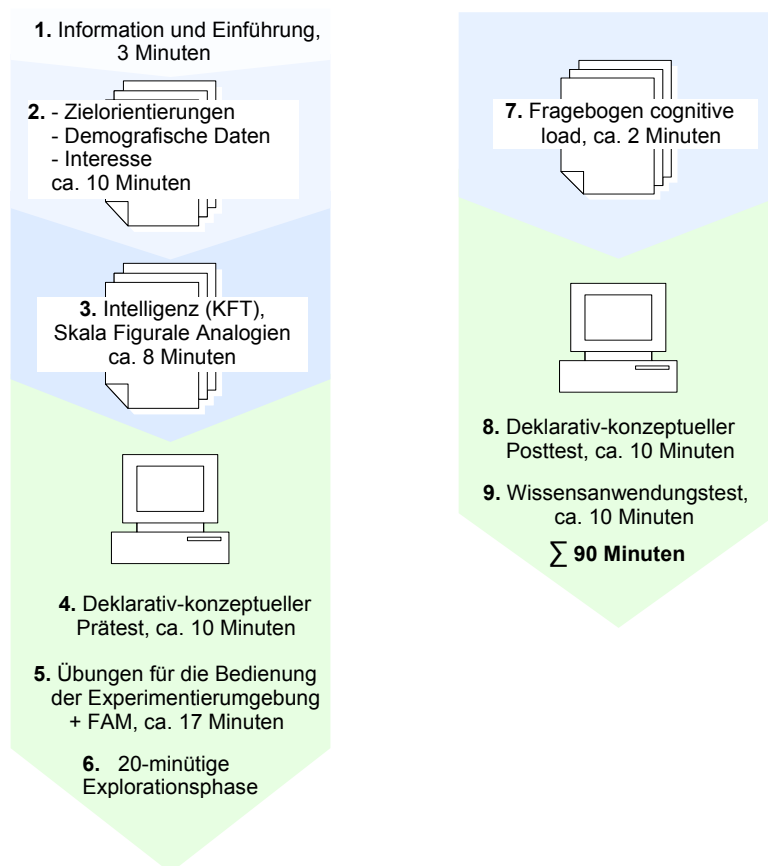 1. Information und Einführung,
3 Minuten
2. - Zielorientierungen
- Demografische Daten
- Interesse
ca. 10 Minuten
3. Intelligenz (KFT),
Skala Figurale Analogien
ca. 8 Minuten
4. Deklarativ-konzeptueller
Prätest, ca. 10 Minuten
5. Übungen für die Bedienung
der Experimentierumgebung
+ FAM, ca. 17 Minuten
6. 20-minütige
Explorationsphase
7. Fragebogen cognitive
load, ca. 2 Minuten
8. Deklarativ-konzeptueller
Posttest, ca. 10 Minuten
9. Wissensanwendungstest,
ca. 10 Minuten
∑ 90 Minuten